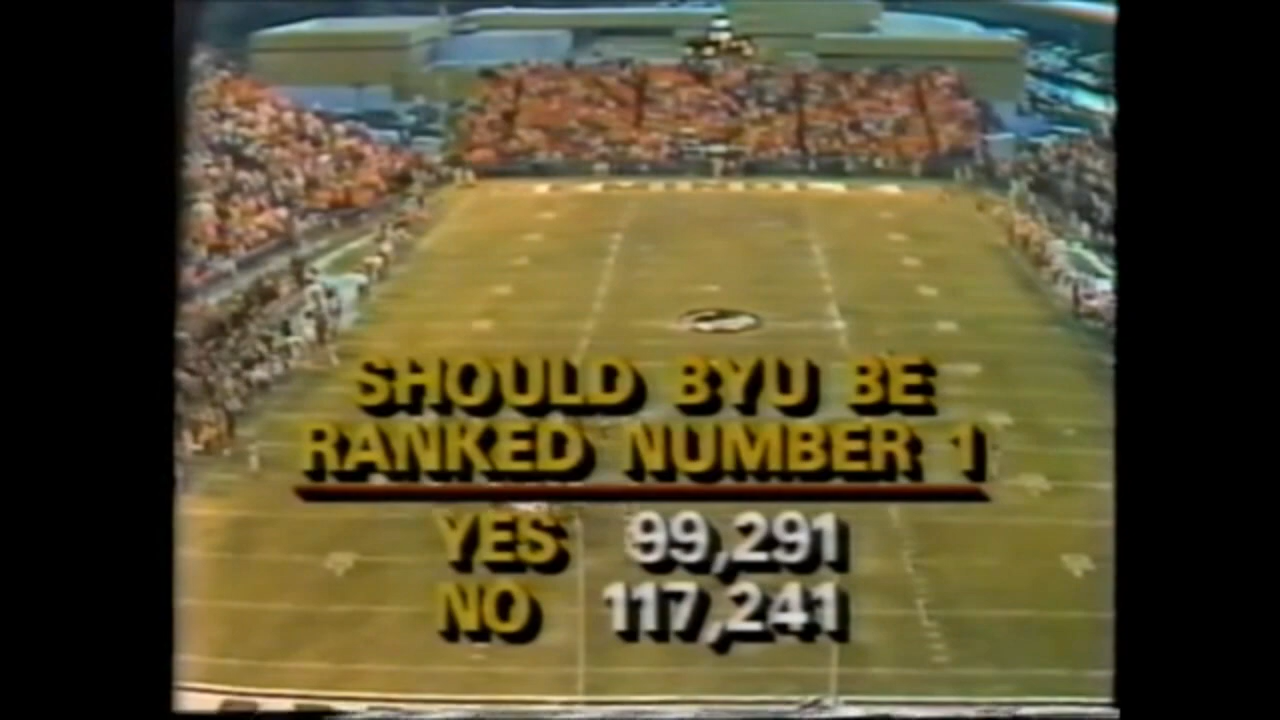 SHOULD BYU BE
RANKED NUMBER 1
YES 99,291
NO 117,241